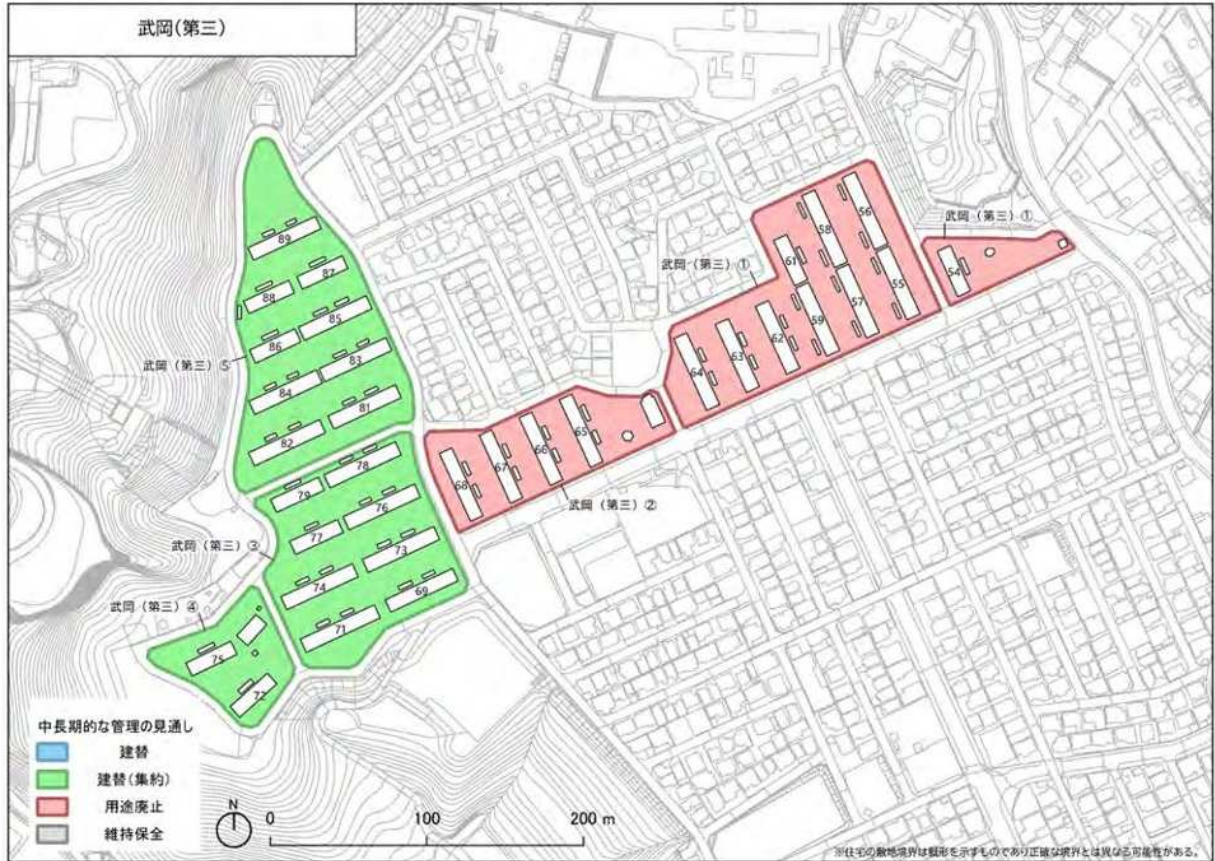 武岡(第三)
武岡（第三）①
56
58
61
54
55
57
59
62
63
64
武岡（第三）①
89
87
88
85
86
83
武岡（第三）⑤
84
81
82
65
66
67
68
武岡（第三）②
78
79
76
77
武岡（第三）③
73
74
69
71
武岡（第三）④
75
72
中長期的な管理の見通し
建替
建替(集約)
用途廃止
維持保全
N
0 100 200 m
※住宅の敷地境界は概形を示すものであり正確な境界とは異なる可能性がある。